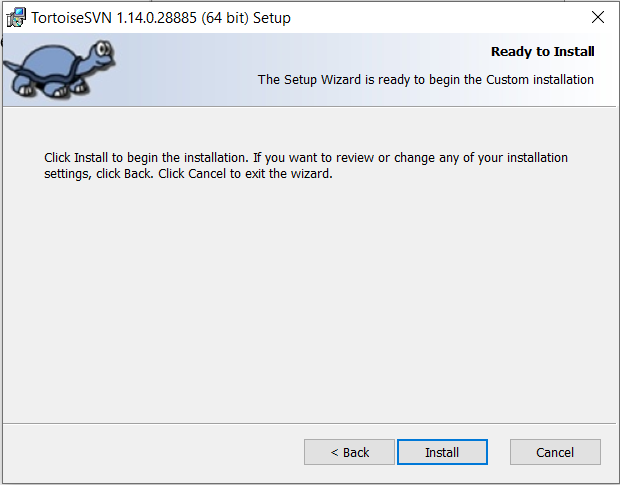 TortoiseSVN 1.14.0.28885 (64 bit) Setup
Ready to Install
The Setup Wizard is ready to begin the Custom installation
Click Install to begin the installation. If you want to review or change any of your installation
settings, click Back. Click Cancel to exit the wizard.
< Back
Install
Cancel